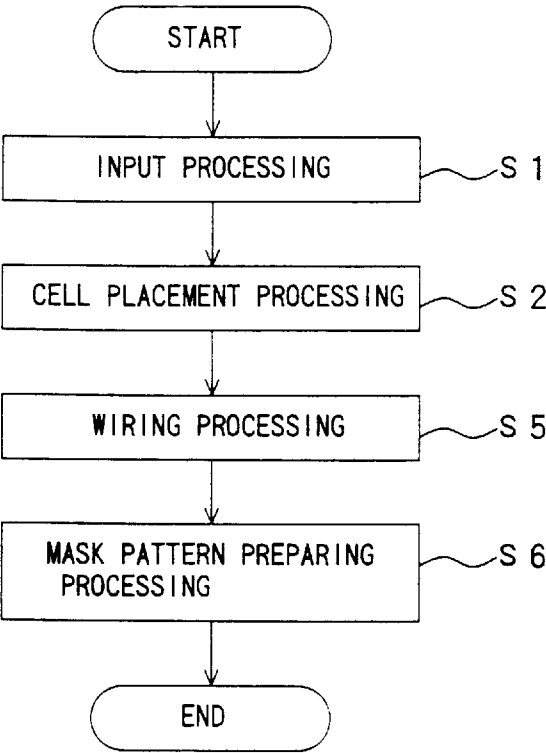 START
INPUT PROCESSING
S 1
CELL PLACEMENT PROCESSING
S 2
WIRING PROCESSING
S 5
MASK PATTERN PREPARING
PROCESSING
S 6
END